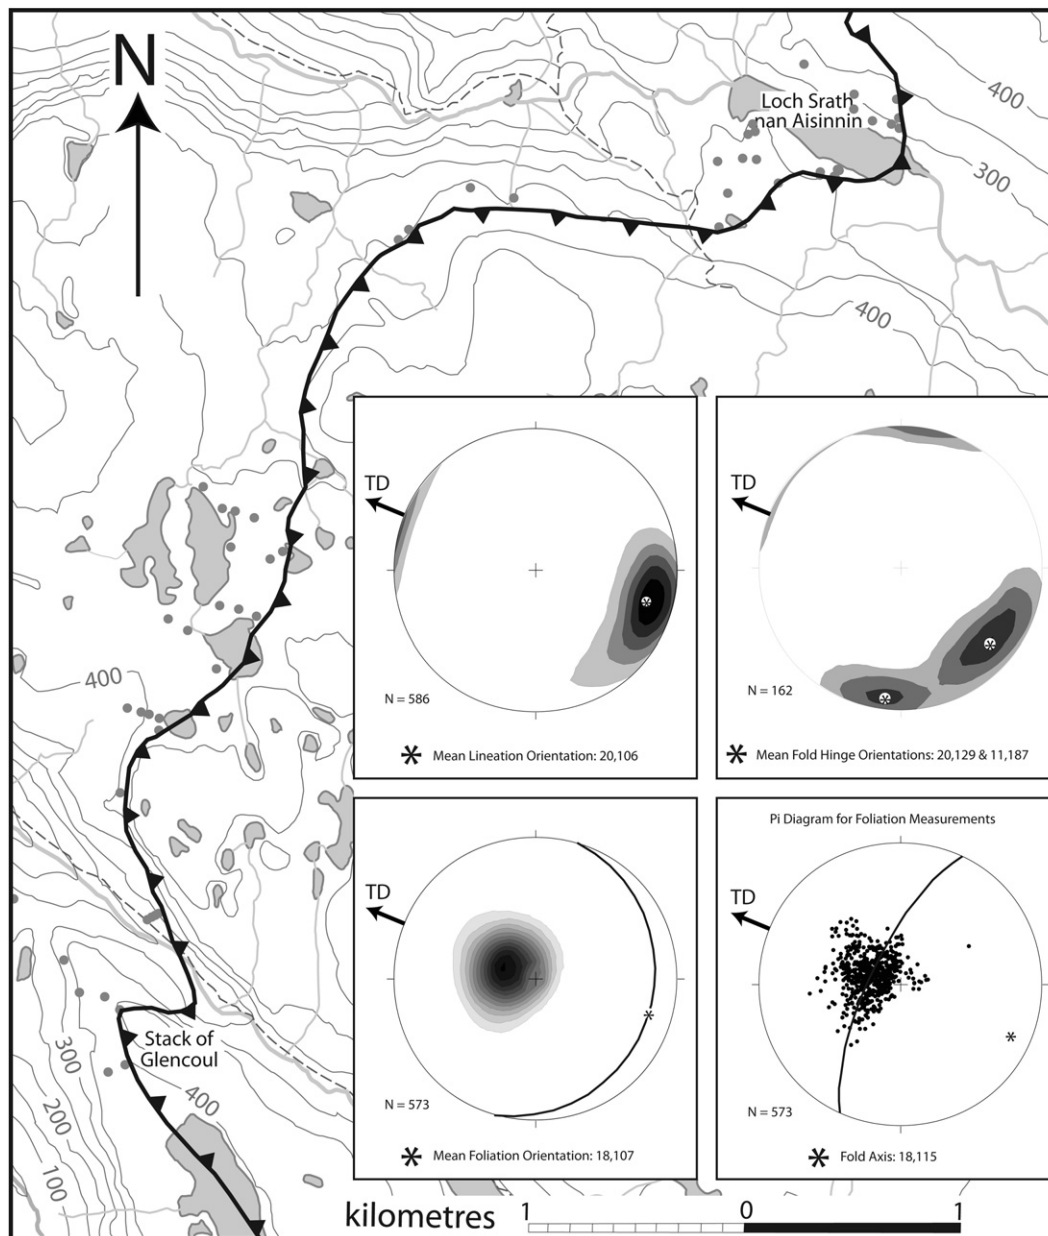 N
Loch Srath
nan Aisinnin
400
300
400
TD
N = 586
Mean Lineation Orientation: 20,106
TD
N = 162
Mean Fold Hinge Orientations: 20,129 & 11,187
400
TD
N = 573
Mean Foliation Orientation: 18,107
Pi Diagram for Foliation Measurements
TD
N = 573
Fold Axis: 18,115
Stack of
Glencoul
300
200
100
400
kilometres 1 0 1